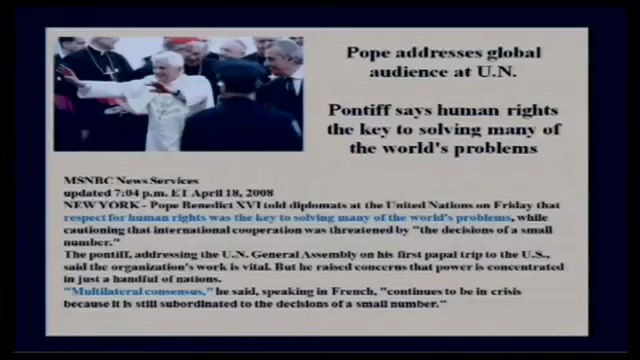 Pope addresses global
audience at U.N.
Pontiff says human rights
the key to solving many of
the world's problems
MSNBC News Services
updated 7:04 p.m. ET April 18, 2008
NEW YORK - Pope Benedict XVI told diplomats at the United Nations on Friday that
respect for human rights was the key to solving many of the world's problems, while
cautioning that international cooperation was threatened by "the decisions of a small
number."
The pontiff, addressing the U.N. General Assembly on his first papal trip to the U.S.,
said the organization's work is vital. But he raised concerns that power is concentrated
in just a handful of nations.
"Multilateral consensus," he said, speaking in French, "continues to be in crisis
because it is still subordinated to the decisions of a small number."